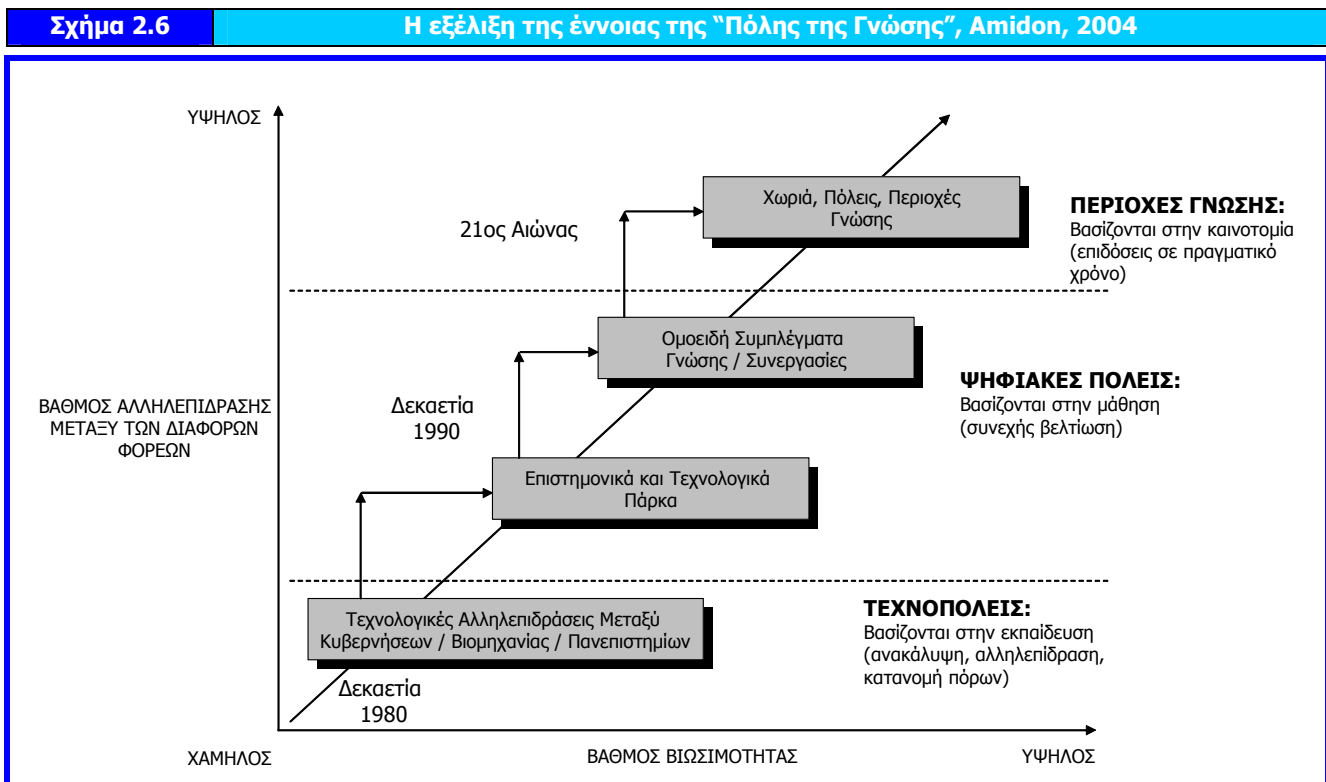 Σχήμα 2.6
Η εξέλιξη της έννοιας της “Πόλης της Γνώσης”, Amidon, 2004
ΥΨΗΛΟΣ
Χωριά, Πόλεις, Περιοχές
Γνώσης
21ος Αιώνας
ΠΕΡΙΟΧΕΣ ΓΝΩΣΗΣ:
Βασίζονται στην καινοτομία
(επιδόσεις σε πραγματικό
χρόνο)
Ομοειδή Συμπλέγματα
Γνώσης / Συνεργασίες
ΨΗΦΙΑΚΕΣ ΠΟΛΕΙΣ:
Βασίζονται στην μάθηση
(συνεχής βελτίωση)
Δεκαετία
1990
ΒΑΘΜΟΣ ΑΛΛΗΛΕΠΙΔΡΑΣΗΣ
ΜΕΤΑΞΥ ΤΩΝ ΔΙΑΦΟΡΩΝ
ΦΟΡΕΩΝ
Επιστημονικά και Τεχνολογικά
Πάρκα
Τεχνολογικές Αλληλεπιδράσεις Μεταξύ
Κυβερνήσεων / Βιομηχανίας / Πανεπιστημίων
ΤΕΧΝΟΠΟΛΕΙΣ:
Βασίζονται στην εκπαίδευση
(ανακάλυψη, αλληλεπίδραση,
κατανομή πόρων)
Δεκαετία
1980
ΧΑΜΗΛΟΣ
ΒΑΘΜΟΣ ΒΙΩΣΙΜΟΤΗΤΑΣ
ΥΨΗΛΟΣ